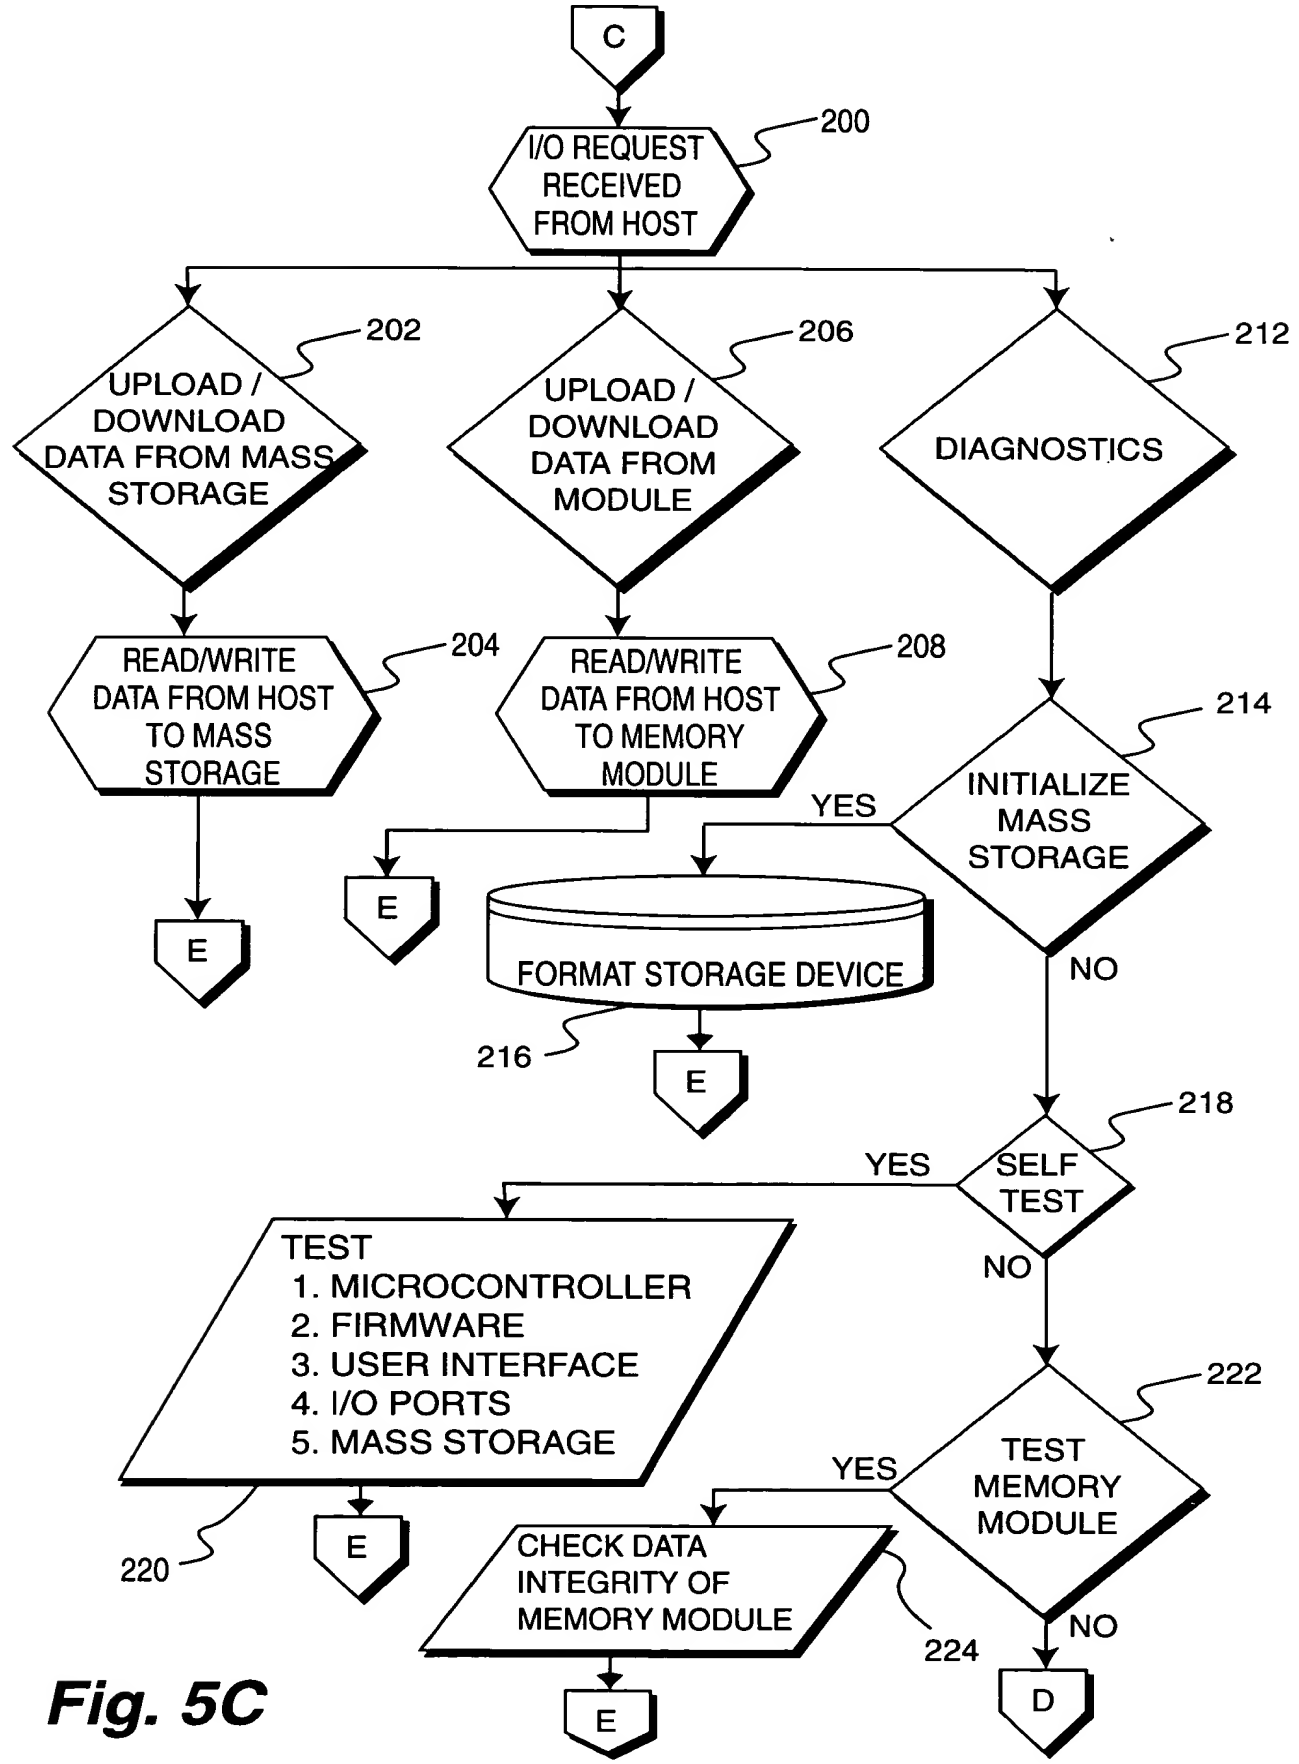 C
I/O REQUEST
RECEIVED
FROM HOST
200
UPLOAD /
DOWNLOAD
DATA FROM MASS
STORAGE
202
UPLOAD /
DOWNLOAD
DATA FROM
MODULE
206
DIAGNOSTICS
212
READ/WRITE
DATA FROM HOST
TO MASS
STORAGE
204
READ/WRITE
DATA FROM HOST
TO MEMORY
MODULE
208
INITIALIZE
MASS
STORAGE
214
YES
NO
E
E
FORMAT STORAGE DEVICE
216
E
SELF
TEST
218
YES
NO
TEST
1. MICROCONTROLLER
2. FIRMWARE
3. USER INTERFACE
4. I/O PORTS
5. MASS STORAGE
220
E
TEST
MEMORY
MODULE
222
YES
NO
CHECK DATA
INTEGRITY OF
MEMORY MODULE
224
E
D
Fig. 5C